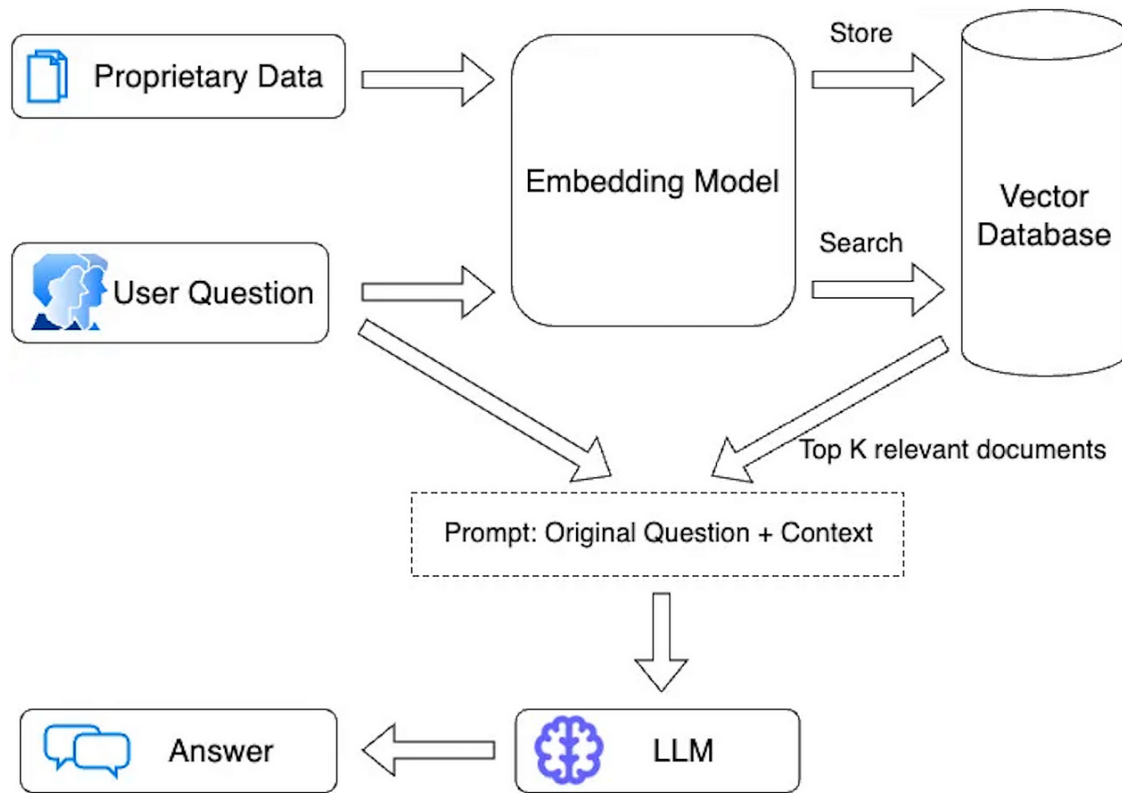 Proprietary Data
Store
Embedding Model
Vector
Database
Search
User Question
Top K relevant documents
Prompt: Original Question + Context
Answer
LLM